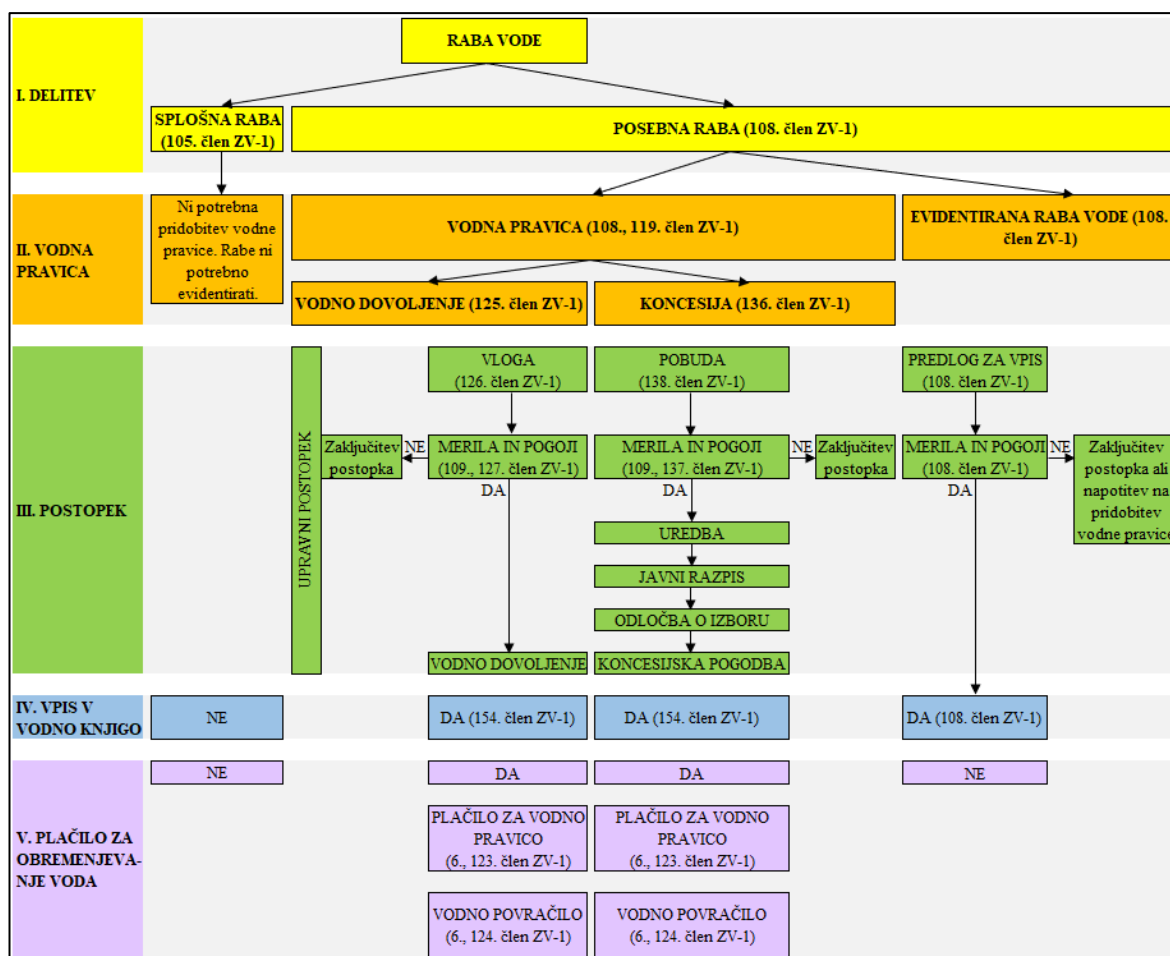 RABA VODE
I. DELITEV
SPLOŠNA RABA
(105. člen ZV-1)
POSEBNA RABA (108. člen ZV-1)
II. VODNA
PRAVICA
Ni potrebna
pridobitev vodne
pravice. Rabe ni
potrebno
evidentirati.
VODNA PRAVICA (108., 119. člen ZV-1)
EVIDENTIRANA RABA VODE (108.
člen ZV-1)
VODNO DOVOLJENJE (125. člen ZV-1)
KONCESIJA (136. člen ZV-1)
III. POSTOPEK
UPRAVNI POSTOPEK
VLOGA
(126. člen ZV-1)
POBUDA
(138. člen ZV-1)
PREDLOG ZA VPIS
(108. člen ZV-1)
Zaključitev
postopka
NE
MERILA IN POGOJI
(109., 127. člen ZV-1)
DA
MERILA IN POGOJI
(109., 137. člen ZV-1)
DA
NE
Zaključitev
postopka
MERILA IN POGOJI
(108. člen ZV-1)
DA
NE
Zaključitev
postopka ali
napotitev na
pridobitev
vodne pravice
UREDBA
JAVNI RAZPIS
ODLOČBA O IZBORU
VODNO DOVOLJENJE
KONCESIJSKA POGODBA
IV. VPIS V
VODNO KNJIGO
NE
DA (154. člen ZV-1)
DA (154. člen ZV-1)
DA (108. člen ZV-1)
V. PLAČILO ZA
OBREMENJEVA-
NJE VODA
NE
DA
DA
NE
PLAČILO ZA VODNO
PRAVICO
(6., 123. člen ZV-1)
PLAČILO ZA VODNO
PRAVICO
(6., 123. člen ZV-1)
VODNO POVRAČILO
(6., 124. člen ZV-1)
VODNO POVRAČILO
(6., 124. člen ZV-1)